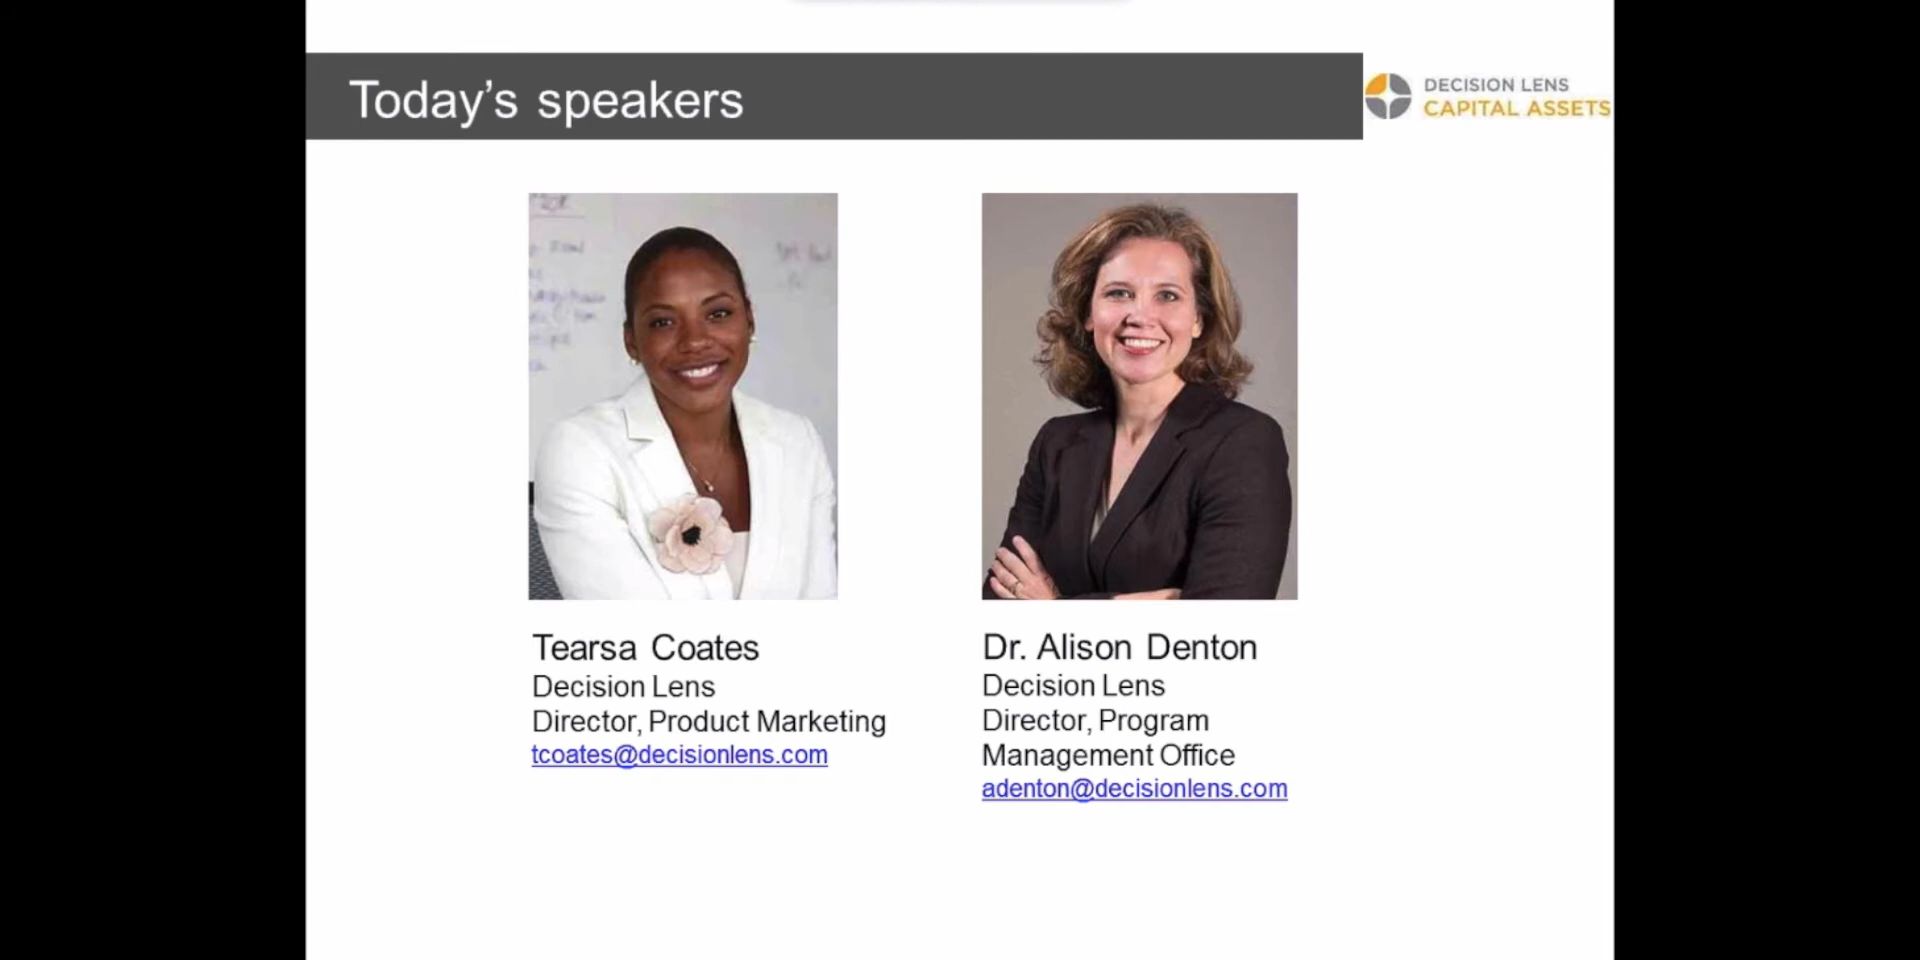 Today's speakers
DECISION LENS
CAPITAL ASSETS
Tearsa Coates
Decision Lens
Director, Product Marketing
tcoates@decisionlens.com
Dr. Alison Denton
Decision Lens
Director, Program
Management Office
adenton@decisionlens.com